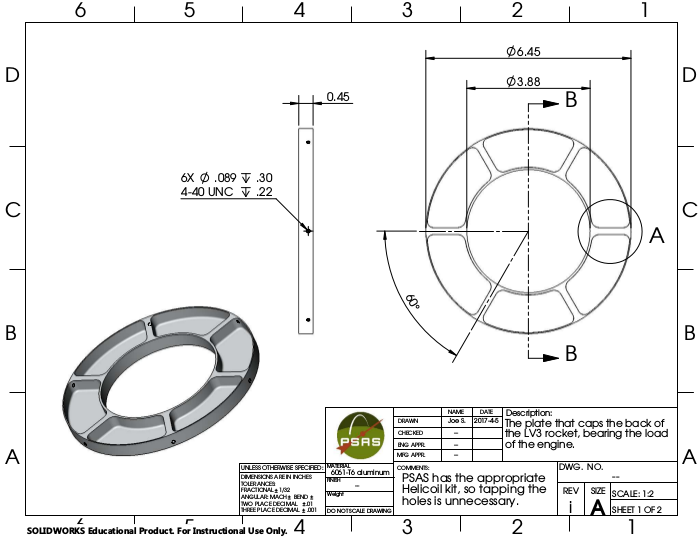 6 5 4 3 2 1
D D
C C
B B
A A
Ø6.45
Ø3.88
B
0.45
6X Ø .089 ↧ .30
4-40 UNC ↧ .22
A
60°
B
PSAS
NAME DATE
DRAWN Joe S. 2017-4-5
CHECKED --
ENG APPR. --
MFG APPR. --
Description:
The plate that caps the back of
the LV3 rocket, bearing the load
of the engine.
UNLESS OTHERWISE SPECIFIED:
DIMENSIONS ARE IN INCHES
TOLERANCES:
FRACTIONAL± 1/32
ANGULAR: MACH± BEND ±
TWO PLACE DECIMAL ±.01
THREE PLACE DECIMAL ± .001
MATERIAL
6061-T6 aluminum
FINISH
--
Weight
DO NOT SCALE DRAWING
COMMENTS:
PSAS has the appropriate
Helicoil kit, so tapping the
holes is unnecessary.
DWG. NO.
--
REV
i
SIZE
A
SCALE: 1:2
SHEET 1 OF 2
6 5 4 3 2 1
SOLIDWORKS Educational Product. For Instructional Use Only.